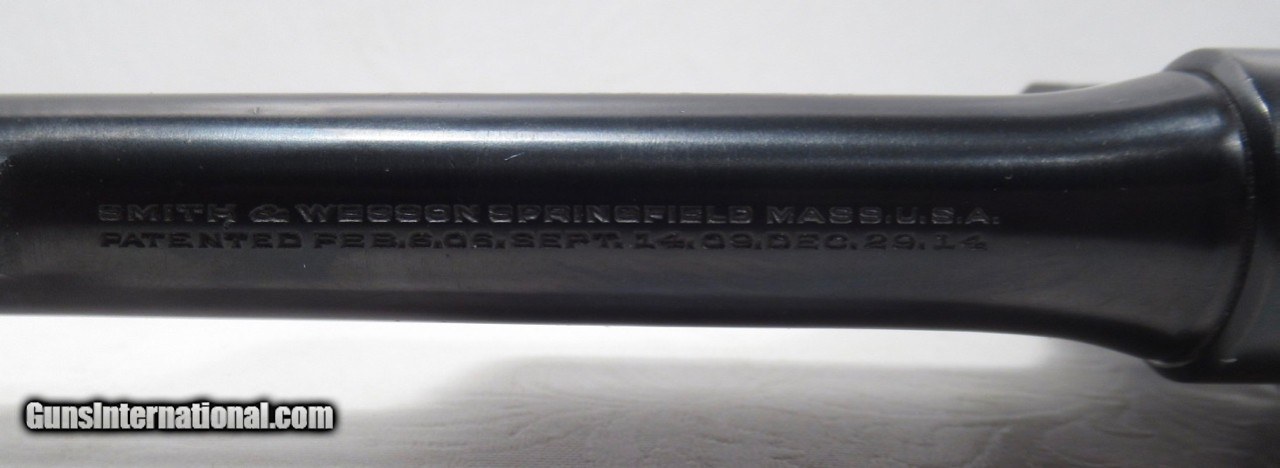 SMITH & WESSON SPRINGFIELD MASS.U.S.A.
PATENTED FEB.6.06.SEPT.14.09.DEC.29.14
GunsInternational.com